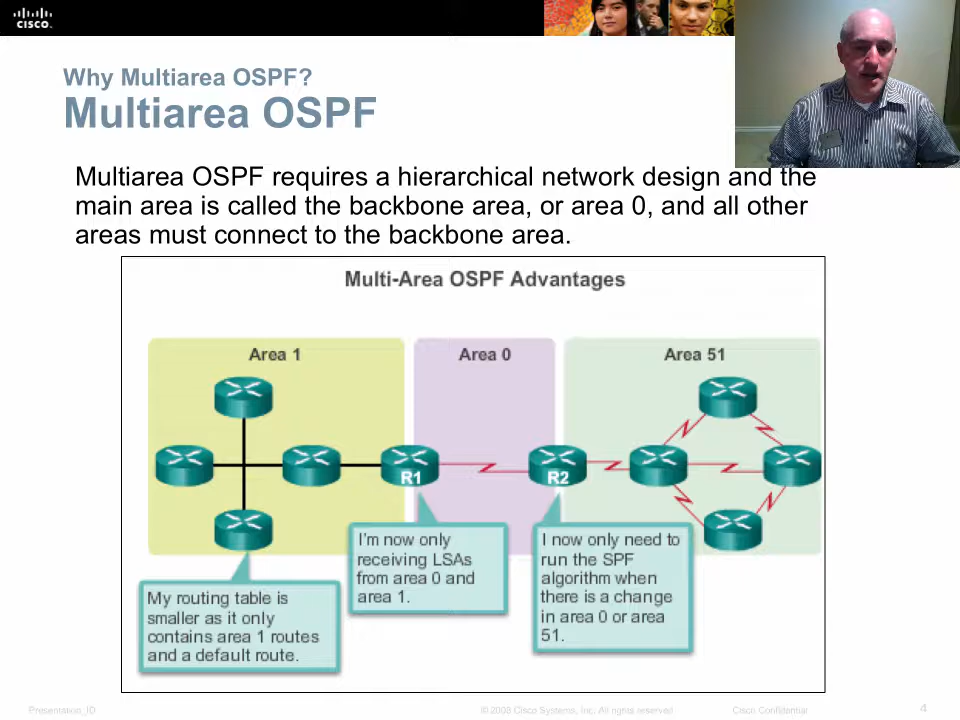 CISCO.
Why Multiarea OSPF?
Multiarea OSPF
Multiarea OSPF requires a hierarchical network design and the
main area is called the backbone area, or area 0, and all other
areas must connect to the backbone area.
Multi-Area OSPF Advantages
Area 1
Area 0
Area 51
R1
R2
I'm now only
receiving LSAs
from area 0 and
area 1.
I now only need to
run the SPF
algorithm when
there is a change
in area 0 or area
51.
My routing table is
smaller as it only
contains area 1 routes
and a default route.
Presentation_ID
© 2008 Cisco Systems, Inc. All rights reserved.
Cisco Confidential
4